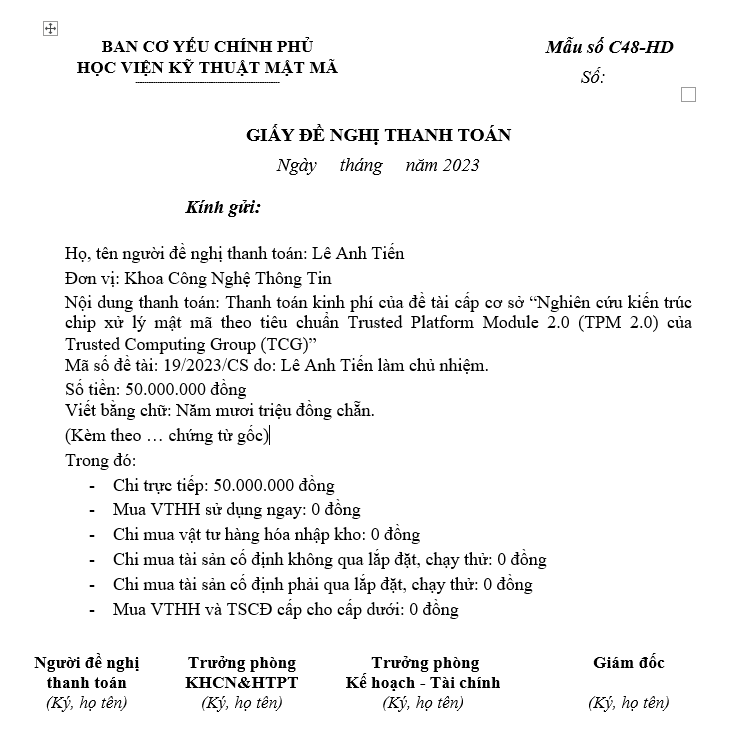 BAN CƠ YẾU CHÍNH PHỦ
HỌC VIỆN KỸ THUẬT MẬT MÃ
Mẫu số C48-HD
Số:
GIẤY ĐỀ NGHỊ THANH TOÁN
Ngày tháng năm 2023
Kính gửi:
Họ, tên người đề nghị thanh toán: Lê Anh Tiến
Đơn vị: Khoa Công Nghệ Thông Tin
Nội dung thanh toán: Thanh toán kinh phí của đề tài cấp cơ sở “Nghiên cứu kiến trúc
chip xử lý mật mã theo tiêu chuẩn Trusted Platform Module 2.0 (TPM 2.0) của
Trusted Computing Group (TCG)”
Mã số đề tài: 19/2023/CS do: Lê Anh Tiến làm chủ nhiệm.
Số tiền: 50.000.000 đồng
Viết bằng chữ: Năm mươi triệu đồng chẵn.
(Kèm theo … chứng từ gốc)
Trong đó:
- Chi trực tiếp: 50.000.000 đồng
- Mua VTHH sử dụng ngay: 0 đồng
- Chi mua vật tư hàng hóa nhập kho: 0 đồng
- Chi mua tài sản cố định không qua lắp đặt, chạy thử: 0 đồng
- Chi mua tài sản cố định phải qua lắp đặt, chạy thử: 0 đồng
- Mua VTHH và TSCĐ cấp cho cấp dưới: 0 đồng
Người đề nghị
thanh toán
(Ký, họ tên)
Trưởng phòng
KHCN&HTPT
(Ký, họ tên)
Trưởng phòng
Kế hoạch - Tài chính
(Ký, họ tên)
Giám đốc
(Ký, họ tên)